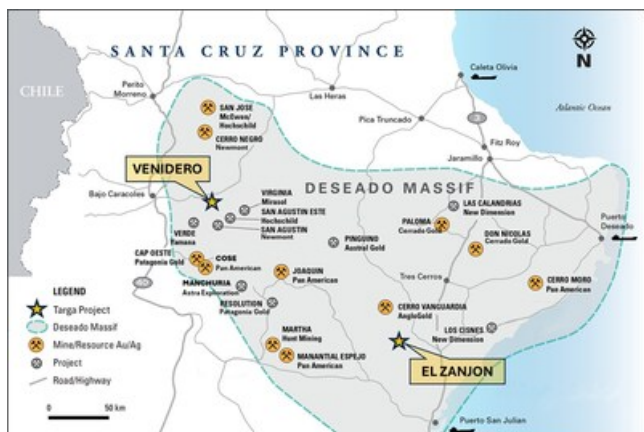 SANTA CRUZ PROVINCE
CHILE
N
Caleta Olivia
Perito
Moreno
Las Heras
Atlantic Ocean
SAN JOSE
McEwen/
Hochschild
CERRO NEGRO
Newmont
Pica Truncado
3
Fitz Roy
Jaramillo
VENIDERO
DESEADO MASSIF
Bajo Caracoles
VIRGINIA
Mirasol
SAN AGUSTIN ESTE
Hochschild
SAN AGUSTIN
Newmont
LAS CALANDRIAS
New Dimension
Puerto
Deseado
VERDE
Famana
PALOMA
Cerrado Gold
DON NICOLAS
Cerrado Gold
PINGUINO
Austral Gold
CAP OESTE
Patagonia Gold
COSE
Pan American
JOAQUIN
Pan American
Tres Cerros
CERRO MORO
Pan American
MANCHURIA
Astra Exploration
RESOLUTION
Patagonia Gold
40
CERRO VANGUARDIA
AngloGold
LOS CISNES
New Dimension
MARTHA
Hunt Mining
MANANTIAL ESPEJO
Pan American
EL ZANJON
Puerto San Julian
LEGEND
Targa Project
Deseado Massif
Mine/Resource Au/Ag
Project
Road/Highway
0
50 km